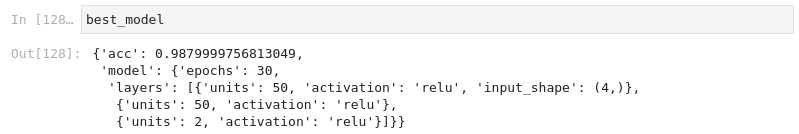 In [128… best_model
Out[128]: {'acc': 0.9879999756813049,
'model': {'epochs': 30,
'layers': [{'units': 50, 'activation': 'relu', 'input_shape': (4,)},
{'units': 50, 'activation': 'relu'},
{'units': 2, 'activation': 'relu'}]}}